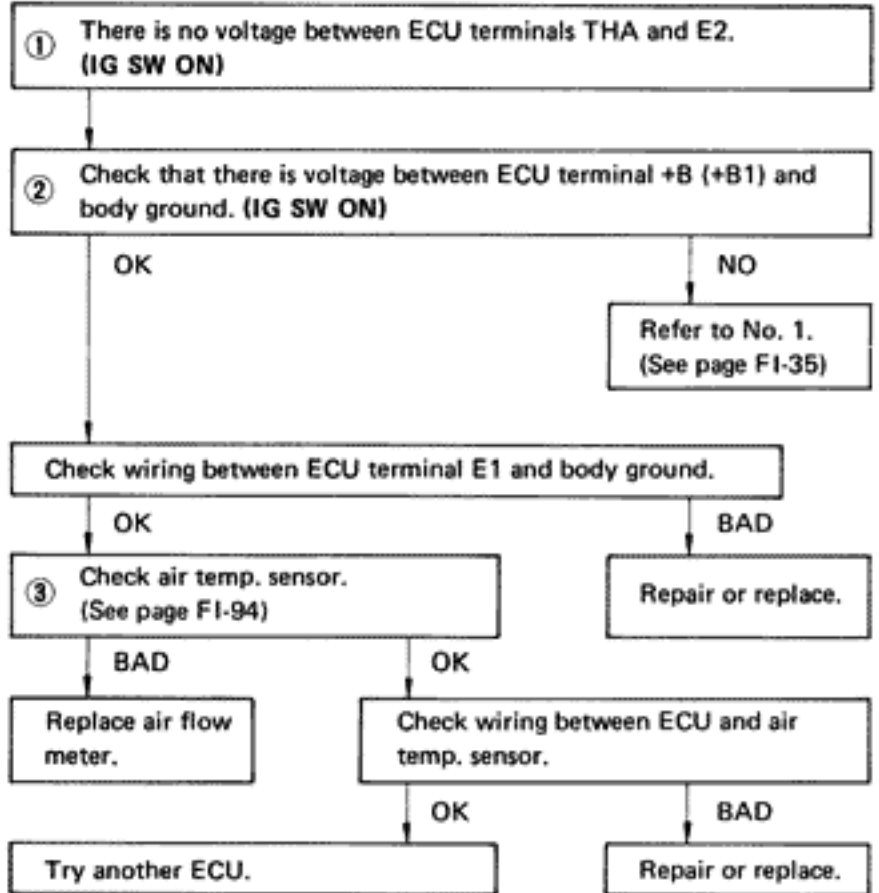 ① There is no voltage between ECU terminals THA and E2.
(IG SW ON)
② Check that there is voltage between ECU terminal +B (+B1) and
body ground. (IG SW ON)
OK
NO
Refer to No. 1.
(See page FI-35)
Check wiring between ECU terminal E1 and body ground.
OK
BAD
③ Check air temp. sensor.
(See page FI-94)
Repair or replace.
BAD
OK
Replace air flow
meter.
Check wiring between ECU and air
temp. sensor.
OK
BAD
Try another ECU.
Repair or replace.